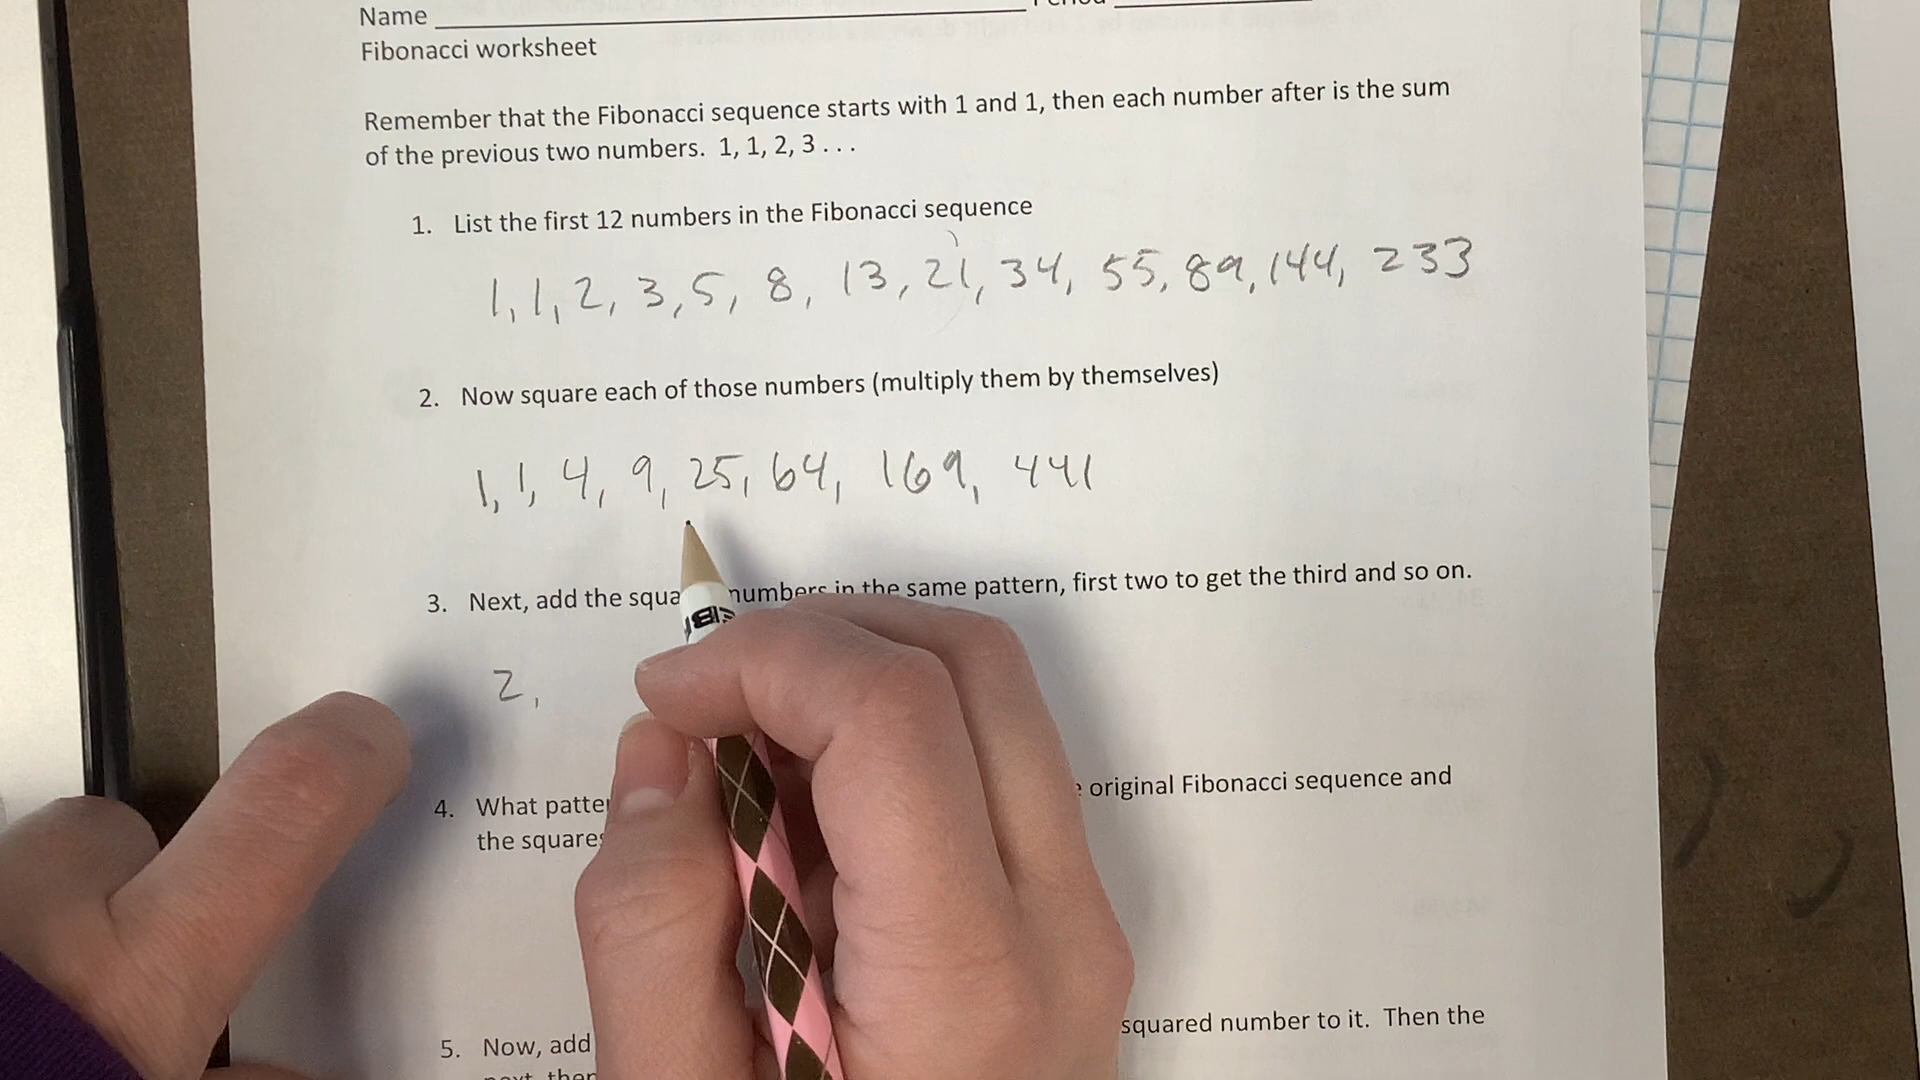 Name
Fibonacci worksheet
Remember that the Fibonacci sequence starts with 1 and 1, then each number after is the sum
of the previous two numbers. 1, 1, 2, 3 . . .
1. List the first 12 numbers in the Fibonacci sequence
1, 1, 2, 3, 5, 8, 13, 21, 34, 55, 89, 144, 233
2. Now square each of those numbers (multiply them by themselves)
1, 1, 4, 9, 25, 64, 169, 441
3. Next, add the numbers in the same pattern, first two to get the third and so on.
2,
4. What original Fibonacci sequence and
the
5. Now, add squared number to it. Then the